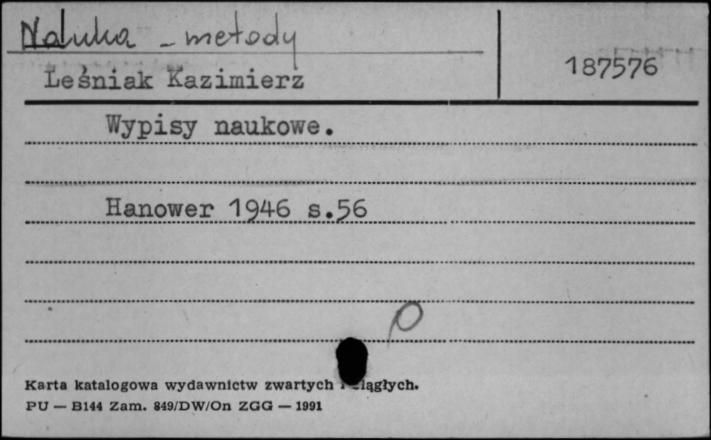 Nauka - metody
Leśniak Kazimierz
187576
Wypisy naukowe.
Hanower 1946 s.56
Karta katalogowa wydawnictw zwartych i ciągłych.
PU — B144 Zam. 849/DW/On ZGG — 1991